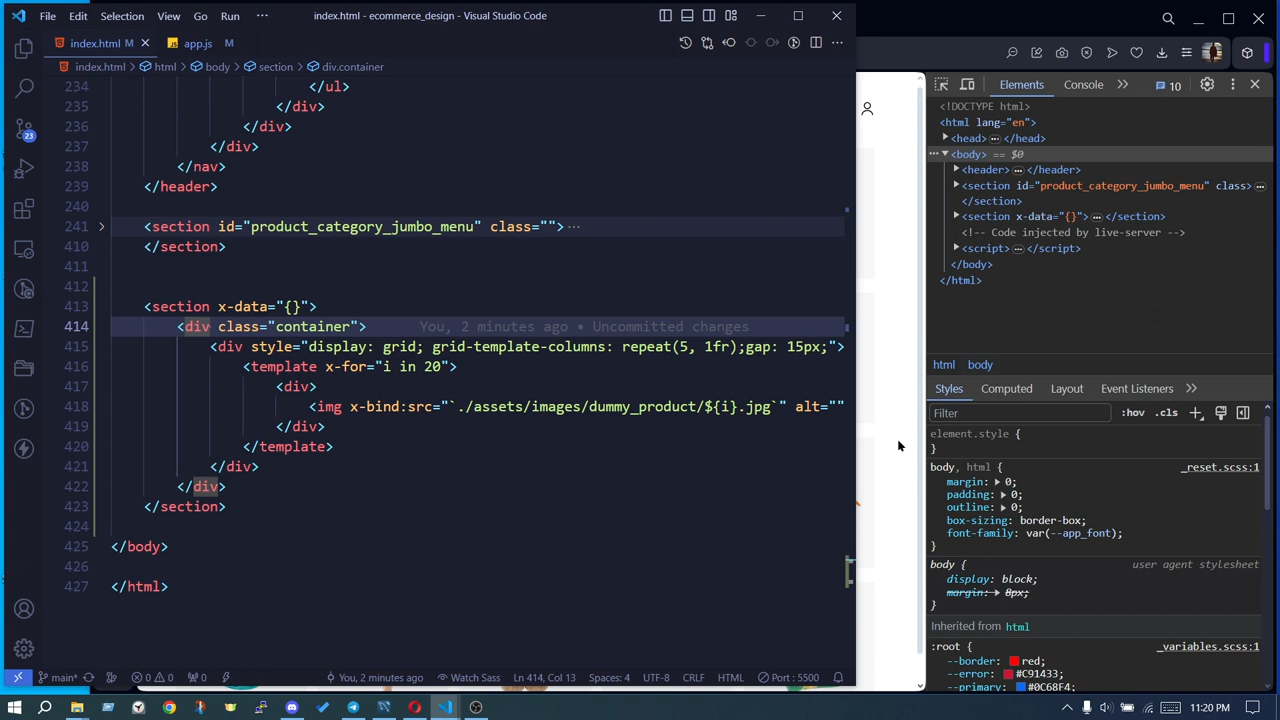 File Edit Selection View Go Run ··· index.html - ecommerce_design - Visual Studio Code
index.html M app.js M
index.html html body section div.container
234 </ul>
235 </div>
236 </div>
237 </div>
238 </nav>
239 </header>
240
241 <section id="product_category_jumbo_menu" class="">···
410 </section>
411
412
413 <section x-data="{}">
414 <div class="container"> You, 2 minutes ago • Uncommitted changes
415 <div style="display: grid; grid-template-columns: repeat(5, 1fr);gap: 15px;">
416 <template x-for="i in 20">
417 <div>
418 <img x-bind:src="`./assets/images/dummy_product/${i}.jpg`" alt=""
419 </div>
420 </template>
421 </div>
422 </div>
423 </section>
424
425 </body>
426
427 </html>
23
main* 0 0 0 You, 2 minutes ago Watch Sass Ln 414, Col 13 Spaces: 4 UTF-8 CRLF HTML Port : 5500
Elements Console 10
<!DOCTYPE html>
<html lang="en">
<head> ··· </head>
··· <body> == $0
<header> ··· </header>
<section id="product_category_jumbo_menu" class> ···
</section>
<section x-data="{}"> ··· </section>
<!-- Code injected by live-server -->
<script> ··· </script>
</body>
</html>
html body
Styles Computed Layout Event Listeners
Filter :hov .cls
element.style {
}
body, html { _reset.scss:1
margin: 0;
padding: 0;
outline: 0;
box-sizing: border-box;
font-family: var(--app_font);
}
body { user agent stylesheet
display: block;
margin: 8px;
}
Inherited from html
:root { _variables.scss:1
--border: red;
--error: #C91433;
--primary: #0C68F4;
11:20 PM